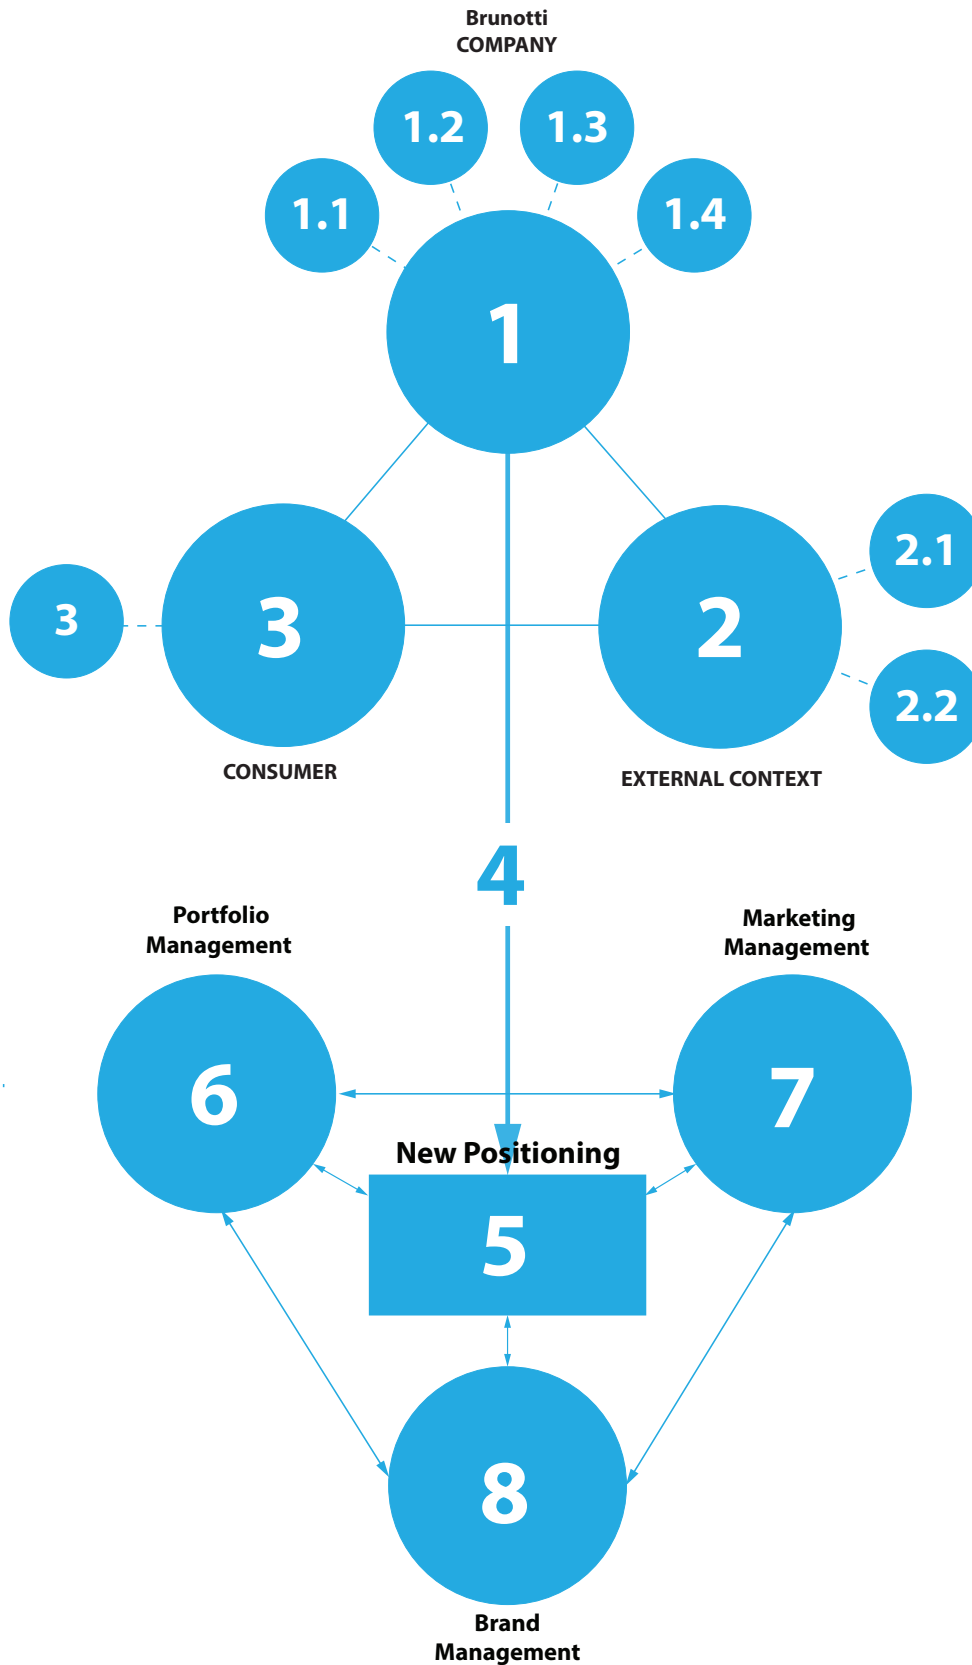 Brunotti
COMPANY
1.2
1.3
1.1
1.4
1
2.1
3
3
2
2.2
CONSUMER
EXTERNAL CONTEXT
4
Portfolio
Management
Marketing
Management
6
7
New Positioning
5
8
Brand
Management